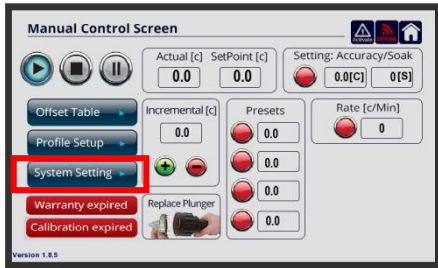 Manual Control Screen
Activate
OFFLINE
Actual [c] SetPoint [c]
0.0 0.0
Setting: Accuracy/Soak
0.0[C] 0[S]
Offset Table
Profile Setup
System Setting
Warranty expired
Calibration expired
Incremental [c]
0.0
Replace Plunger
Presets
0.0
0.0
0.0
0.0
Rate [c/Min]
0
Version 1.8.5